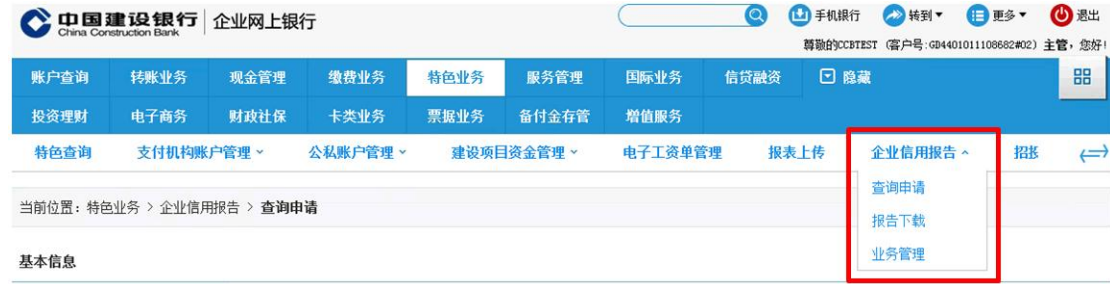 中国建设银行 企业网上银行
China Construction Bank
手机银行 转到 更多 退出
尊敬的CCBTEST （客户号:GD4401011108682#02）主管，您好！
账户查询 转账业务 现金管理 缴费业务 特色业务 服务管理 国际业务 信贷融资 隐藏
投资理财 电子商务 财政社保 卡类业务 票据业务 备付金存管 增值服务
特色查询 支付机构账户管理 公私账户管理 建设项目资金管理 电子工资单管理 报表上传 企业信用报告 招投
查询申请
报告下载
业务管理
当前位置：特色业务 > 企业信用报告 > 查询申请
基本信息